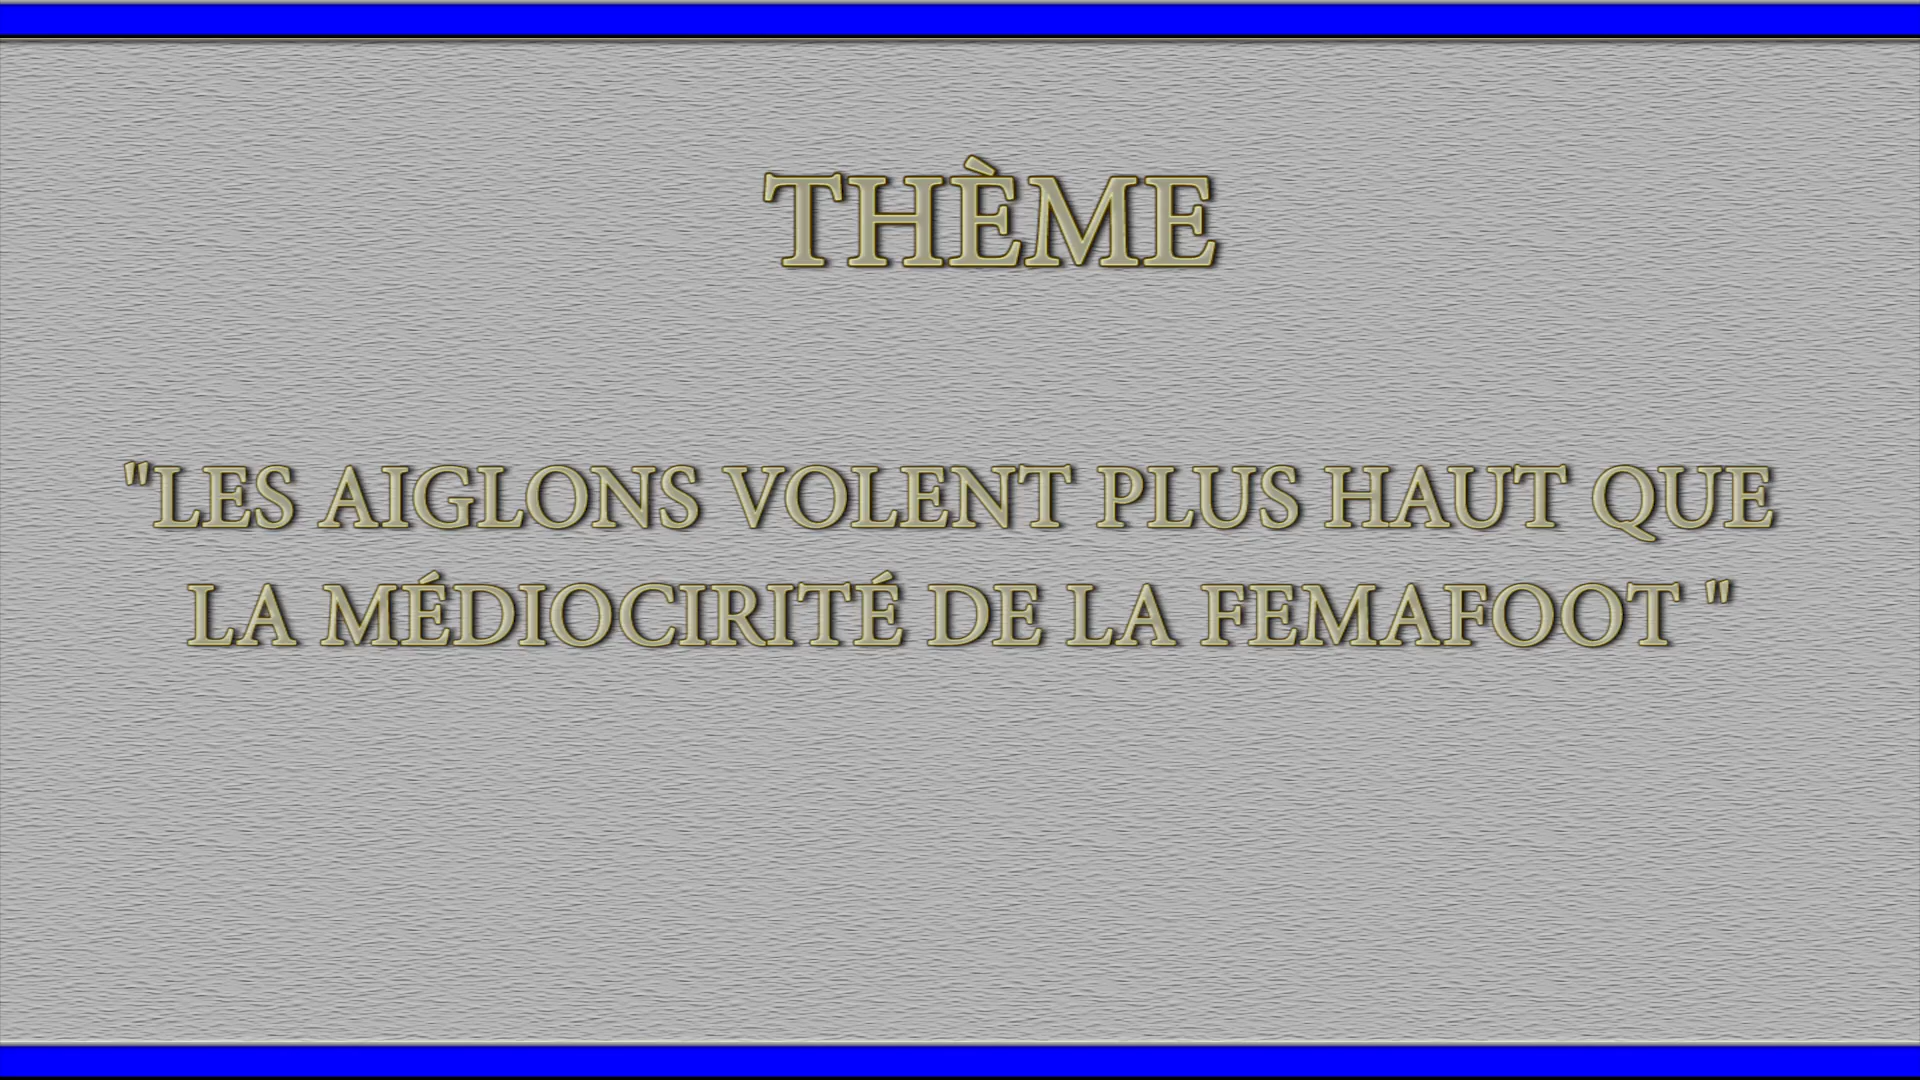 THÈME
"LES AIGLONS VOLENT PLUS HAUT QUE
LA MÉDIOCIRITÉ DE LA FEMAFOOT "